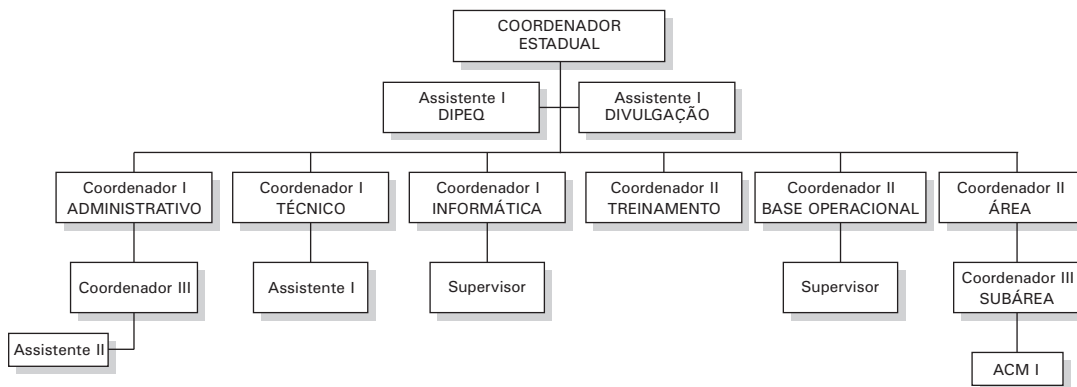 COORDENADOR
ESTADUAL
Assistente I
DIPEQ
Assistente I
DIVULGAÇÃO
Coordenador I
ADMINISTRATIVO
Coordenador I
TÉCNICO
Coordenador I
INFORMÁTICA
Coordenador II
TREINAMENTO
Coordenador II
BASE OPERACIONAL
Coordenador II
ÁREA
Coordenador III
Assistente I
Supervisor
Supervisor
Coordenador III
SUBÁREA
Assistente II
ACM I